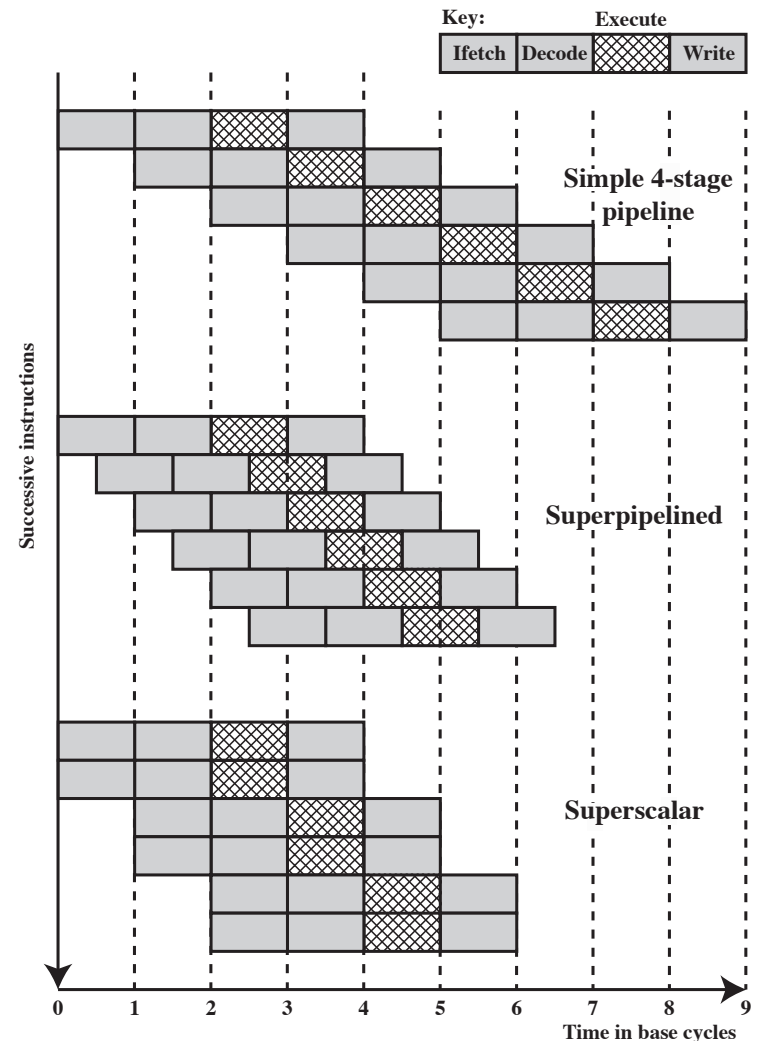 Key:
Execute
Ifetch Decode Write
Simple 4-stage
pipeline
Successive instructions
Superpipelined
Superscalar
0 1 2 3 4 5 6 7 8 9
Time in base cycles